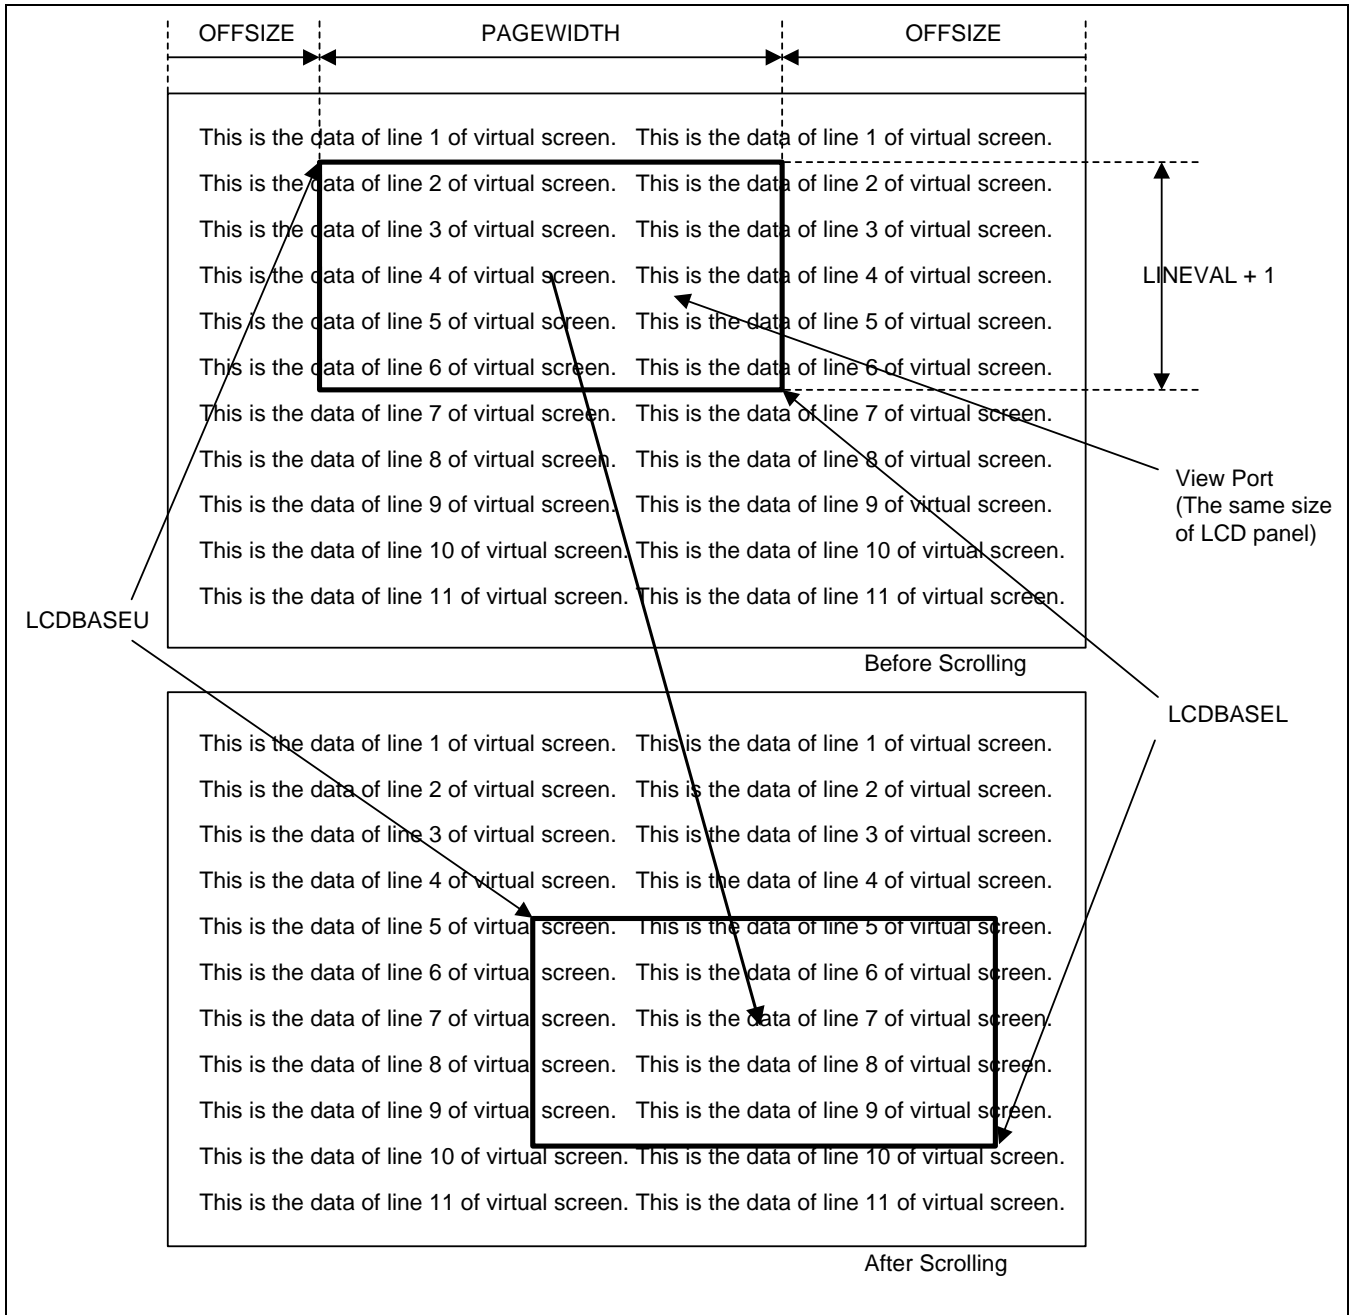 OFFSIZE PAGEWIDTH OFFSIZE
This is the data of line 1 of virtual screen. This is the data of line 1 of virtual screen.
This is the data of line 2 of virtual screen. This is the data of line 2 of virtual screen.
This is the data of line 3 of virtual screen. This is the data of line 3 of virtual screen.
This is the data of line 4 of virtual screen. This is the data of line 4 of virtual screen.
LINEVAL + 1
This is the data of line 5 of virtual screen. This is the data of line 5 of virtual screen.
This is the data of line 6 of virtual screen. This is the data of line 6 of virtual screen.
This is the data of line 7 of virtual screen. This is the data of line 7 of virtual screen.
This is the data of line 8 of virtual screen. This is the data of line 8 of virtual screen.
This is the data of line 9 of virtual screen. This is the data of line 9 of virtual screen.
This is the data of line 10 of virtual screen. This is the data of line 10 of virtual screen.
This is the data of line 11 of virtual screen. This is the data of line 11 of virtual screen.
View Port
(The same size
of LCD panel)
LCDBASEU
Before Scrolling
LCDBASEL
This is the data of line 1 of virtual screen. This is the data of line 1 of virtual screen.
This is the data of line 2 of virtual screen. This is the data of line 2 of virtual screen.
This is the data of line 3 of virtual screen. This is the data of line 3 of virtual screen.
This is the data of line 4 of virtual screen. This is the data of line 4 of virtual screen.
This is the data of line 5 of virtual screen. This is the data of line 5 of virtual screen.
This is the data of line 6 of virtual screen. This is the data of line 6 of virtual screen.
This is the data of line 7 of virtual screen. This is the data of line 7 of virtual screen.
This is the data of line 8 of virtual screen. This is the data of line 8 of virtual screen.
This is the data of line 9 of virtual screen. This is the data of line 9 of virtual screen.
This is the data of line 10 of virtual screen. This is the data of line 10 of virtual screen.
This is the data of line 11 of virtual screen. This is the data of line 11 of virtual screen.
After Scrolling